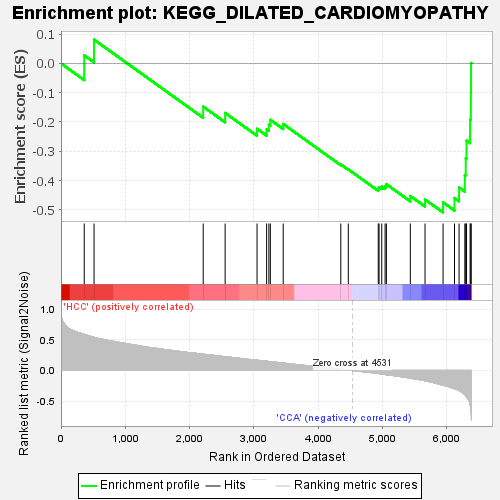 Enrichment plot: KEGG_DILATED_CARDIOMYOPATHY
Enrichment score (ES)
0.1
0.0
-0.1
-0.2
-0.3
-0.4
-0.5
'HCC' (positively correlated)
Ranked list metric (Signal2Noise)
1.0
0.5
0.0
-0.5
Zero cross at 4531
'CCA' (negatively correlated)
0
1,000
2,000
3,000
4,000
5,000
6,000
Rank in Ordered Dataset
Enrichment profile
Hits
Ranking metric scores